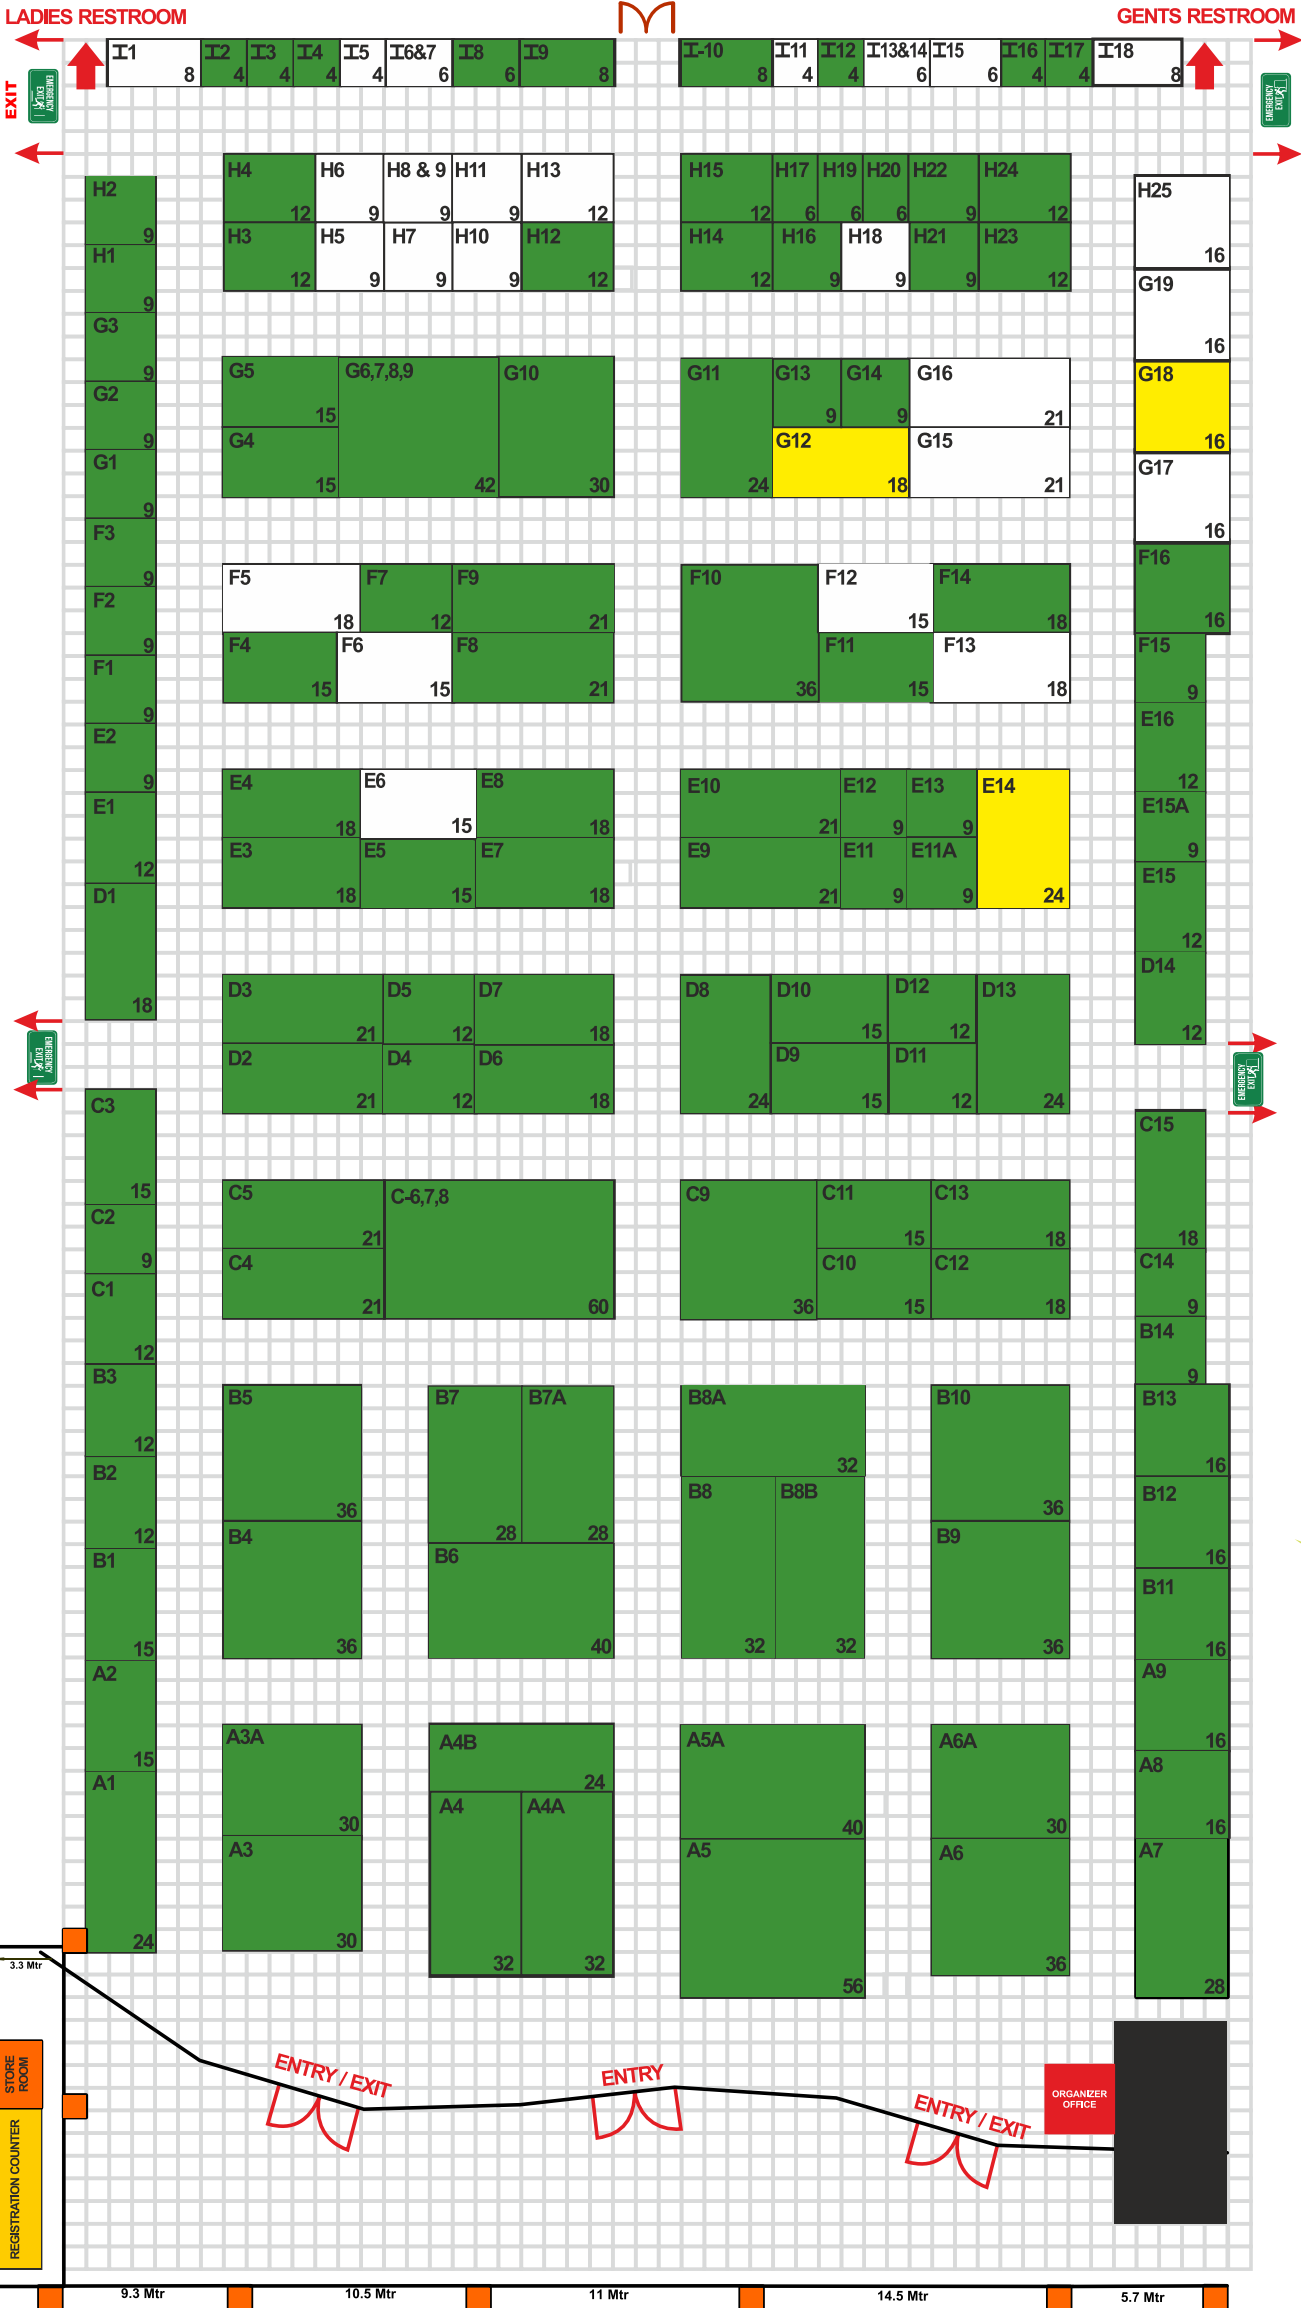 LADIES RESTROOM
GENTS RESTROOM
I1 I2 I3 I4 I5 I6&7 I8 I9 I-10 I11 I12 I13&14 I15 I16 I17 I18
8 4 4 4 4 6 6 8 8 4 4 6 6 4 4 8
EXIT
EMERGENCY EXIT
EMERGENCY EXIT
H4 H6 H8 & 9 H11 H13 H15 H17 H19 H20 H22 H24
12 9 9 9 12 12 6 6 6 9 12
H3 H5 H7 H10 H12 H14 H16 H18 H21 H23
12 9 9 9 12 12 9 9 9 12
H2
9
H1
9
G3
9
G2
9
G1
9
F3
9
F2
9
F1
9
E2
9
E1
12
D1
18
H25
16
G19
16
G18
16
G17
16
F16
16
F15
9
E16
12
E15A
9
E15
12
D14
12
G5 G6,7,8,9 G10 G11 G13 G14 G16
15 9 9 21
G4 G12 G15
15 42 30 24 18 21
F5 F7 F9 F10 F12 F14
18 12 21 15 18
F4 F6 F8 F11 F13
15 15 21 36 15 18
E4 E6 E8 E10 E12 E13 E14
18 15 18 21 9 9
E3 E5 E7 E9 E11 E11A
18 15 18 21 9 9 24
D3 D5 D7 D8 D10 D12 D13
21 12 18 15 12
D2 D4 D6 D9 D11
21 12 18 24 15 12 24
EMERGENCY EXIT
EMERGENCY EXIT
C3
15
C2
9
C1
12
B3
12
B2
12
B1
15
A2
15
A1
24
C15
18
C14
9
B14
9
B13
16
B12
16
B11
16
A9
16
A8
16
A7
28
C5 C-6,7,8 C9 C11 C13
21 15 18
C4 C10 C12
21 60 36 15 18
B5 B7 B7A B8A B10
32
B8 B8B
36 28 28 36
B4 B6 B9
36 40 32 32 36
A3A A4B A5A A6A
24
A4 A4A
30 40 30
A3 A5 A6
30 32 32 56 36
3.3 Mtr
STORE
ROOM
REGISTRATION COUNTER
ENTRY / EXIT
ENTRY
ENTRY / EXIT
ORGANIZER
OFFICE
9.3 Mtr 10.5 Mtr 11 Mtr 14.5 Mtr 5.7 Mtr